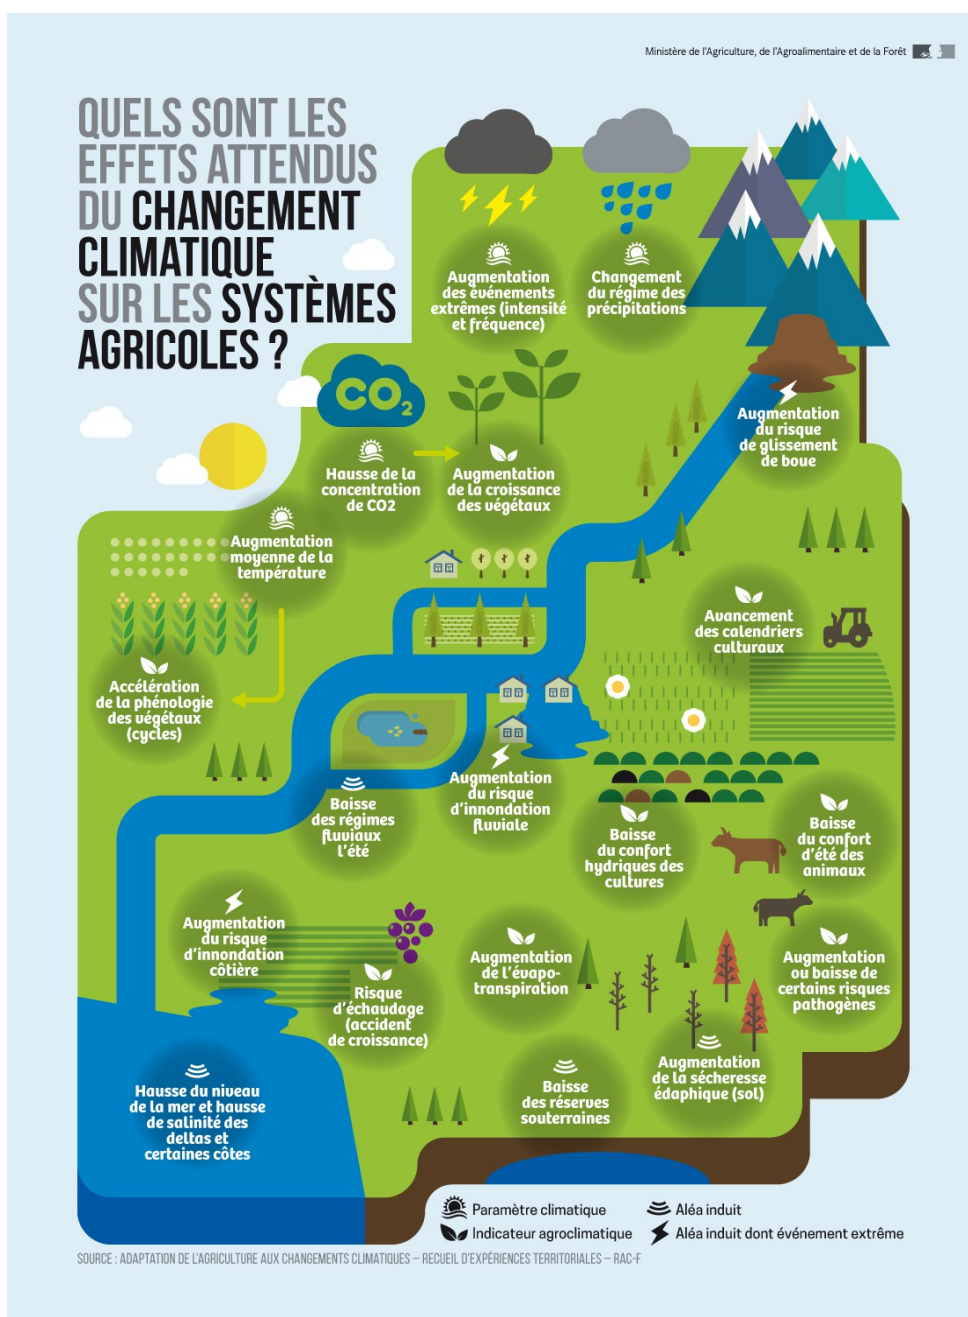 Ministère de l'Agriculture, de l'Agroalimentaire et de la Forêt
QUELS SONT LES
EFFETS ATTENDUS
DU CHANGEMENT
CLIMATIQUE
SUR LES SYSTÈMES
AGRICOLES ?
Augmentation
des événements
extrêmes (intensité
et fréquence)
Changement
du régime des
précipitations
Augmentation
du risque
de glissement
de boue
CO2
Hausse de la
concentration
de CO2
Augmentation
de la croissance
des végétaux
Augmentation
moyenne de la
température
Avancement
des calendriers
culturaux
Accélération
de la phénologie
des végétaux
(cycles)
Baisse
des régimes
fluviaux
l'été
Augmentation
du risque
d'innondation
fluviale
Baisse
du confort
hydriques des
cultures
Baisse
du confort
d'été des
animaux
Augmentation
du risque
d'innondation
côtière
Risque
d'échaudage
(accident
de croissance)
Augmentation
de l'évapo-
transpiration
Augmentation
ou baisse de
certains risques
pathogènes
Hausse du niveau
de la mer et hausse
de salinité des
deltas et
certaines côtes
Baisse
des réserves
souterraines
Augmentation
de la sécheresse
édaphique (sol)
Paramètre climatique
Aléa induit
Indicateur agroclimatique
Aléa induit dont événement extrême
SOURCE : ADAPTATION DE L'AGRICULTURE AUX CHANGEMENTS CLIMATIQUES – RECUEIL D'EXPÉRIENCES TERRITORIALES – RAC-F